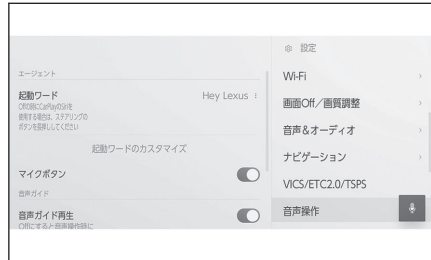 設定
エージェント
起動ワード
Hey Lexus
Off の際にCarPlayのSiriを
使用する場合は、ステアリングの
ボタンを長押ししてください
起動ワードのカスタマイズ
マイクボタン
音声ガイド
音声ガイド再生
Offにすると音声操作時に
Wi-Fi
画面Off/画質調整
音声＆オーディオ
ナビゲーション
VICS/ETC2.0/TSPS
音声操作